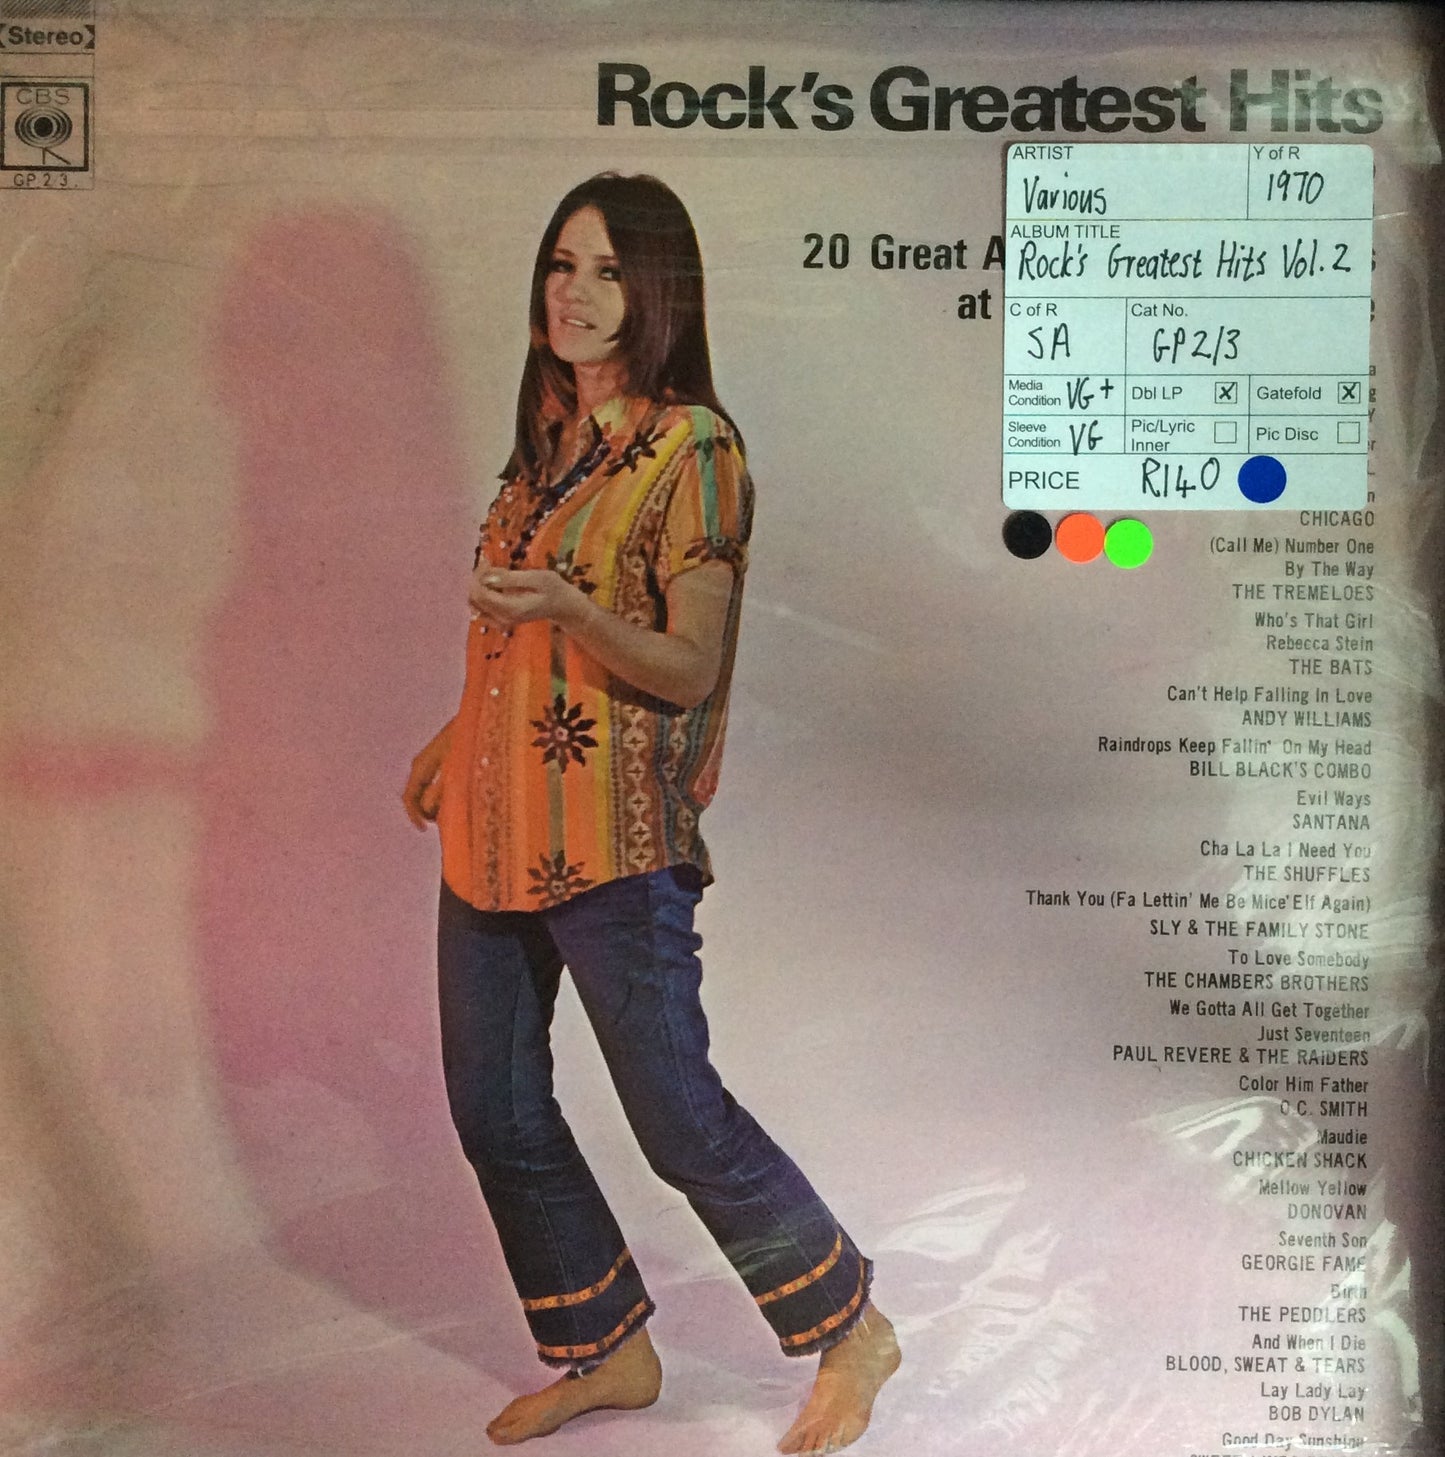 Stereo
CBS
GP.2/3.
Rock's Greatest Hits
ARTIST
Various
Y of R
1970
20 Great
ALBUM TITLE
Rock's Greatest Hits Vol.2
at
C of R
SA
Cat No.
GP2/3
Media Condition VG+
Dbl LP X
Gatefold X
Sleeve Condition VG
Pic/Lyric Inner
Pic Disc
PRICE R140
CHICAGO
(Call Me) Number One
By The Way
THE TREMELOES
Who's That Girl
Rebecca Stein
THE BATS
Can't Help Falling In Love
ANDY WILLIAMS
Raindrops Keep Fallin' On My Head
BILL BLACK'S COMBO
Evil Ways
SANTANA
Cha La La I Need You
THE SHUFFLES
Thank You (Fa Lettin' Me Be Mice' Elf Again)
SLY & THE FAMILY STONE
To Love Somebody
THE CHAMBERS BROTHERS
We Gotta All Get Together
Just Seventeen
PAUL REVERE & THE RAIDERS
Color Him Father
O.C. SMITH
Maudie
CHICKEN SHACK
Mellow Yellow
DONOVAN
Seventh Son
GEORGIE FAME
Birth
THE PEDDLERS
And When I Die
BLOOD, SWEAT & TEARS
Lay Lady Lay
BOB DYLAN
Good Day Sunshine